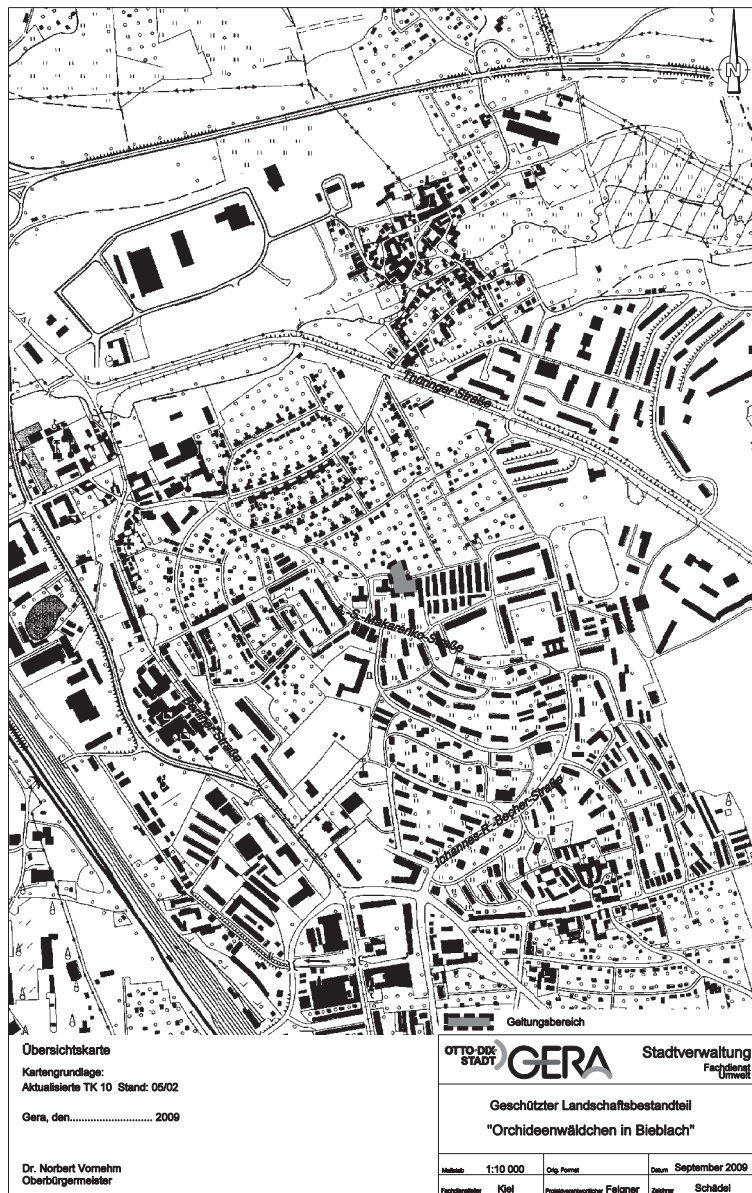 N
Thüringer Straße
A.-S.-Makarenko-Straße
Straße
Johannes-R.-Becher-Straße
Geltungsbereich
Übersichtskarte
Kartengrundlage:
Aktualisierte TK 10 Stand: 05/02
Gera, den............................ 2009
Dr. Norbert Vornehm
Oberbürgermeister
OTTO-DIX-
STADT
GERA
Stadtverwaltung
Fachdienst
Umwelt
Geschützter Landschaftsbestandteil
"Orchideenwäldchen in Bieblach"
Maßstab 1:10 000 Orig. Format Datum September 2009
Fachdienstleiter Kiel Projektverantwortlicher Felgner Zeichner Schädel